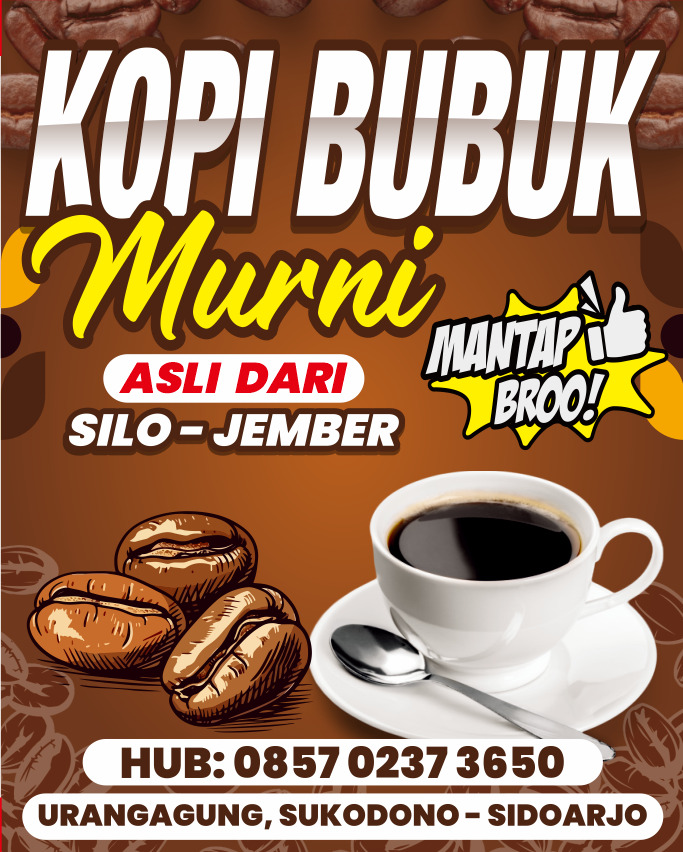 KOPI BUBUK
Murni
ASLI DARI
SILO - JEMBER
MANTAP
BROO!
HUB: 0857 0237 3650
URANGAGUNG, SUKODONO - SIDOARJO